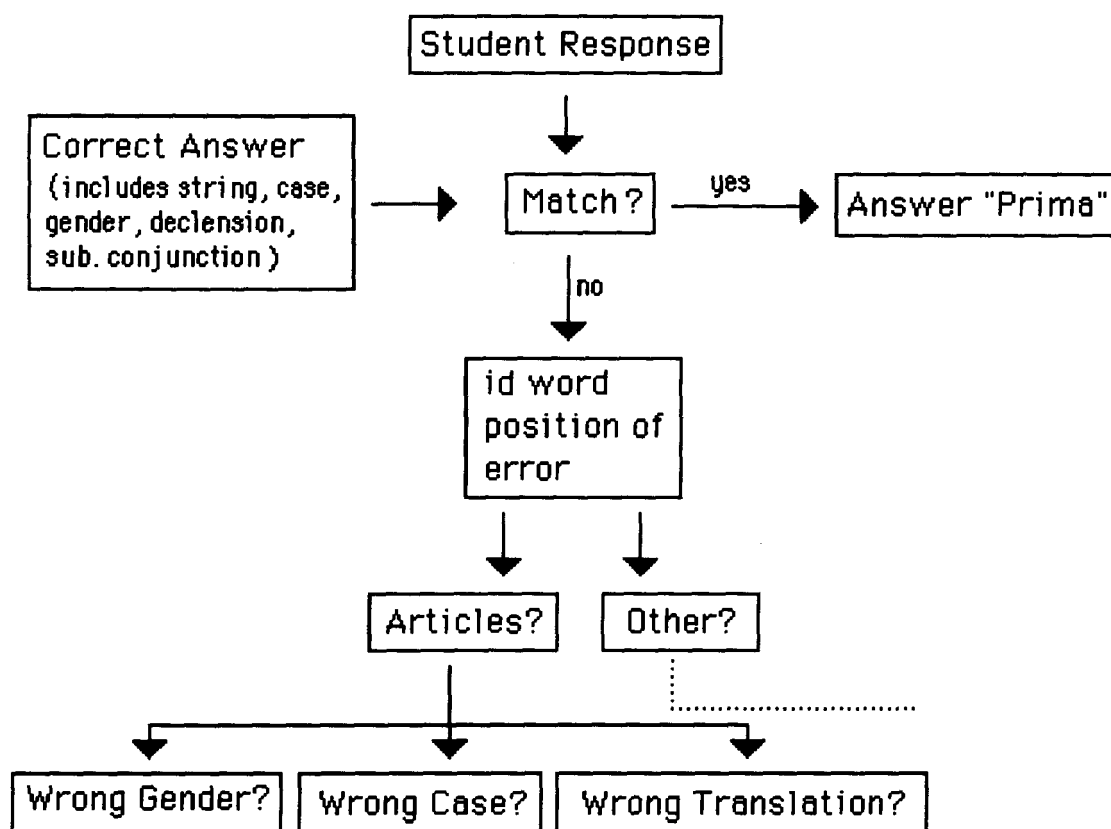 Student Response
Correct Answer
(includes string, case,
gender, declension,
sub. conjunction)
Match?
yes
Answer "Prima"
no
id word
position of
error
Articles?
Other?
Wrong Gender?
Wrong Case?
Wrong Translation?